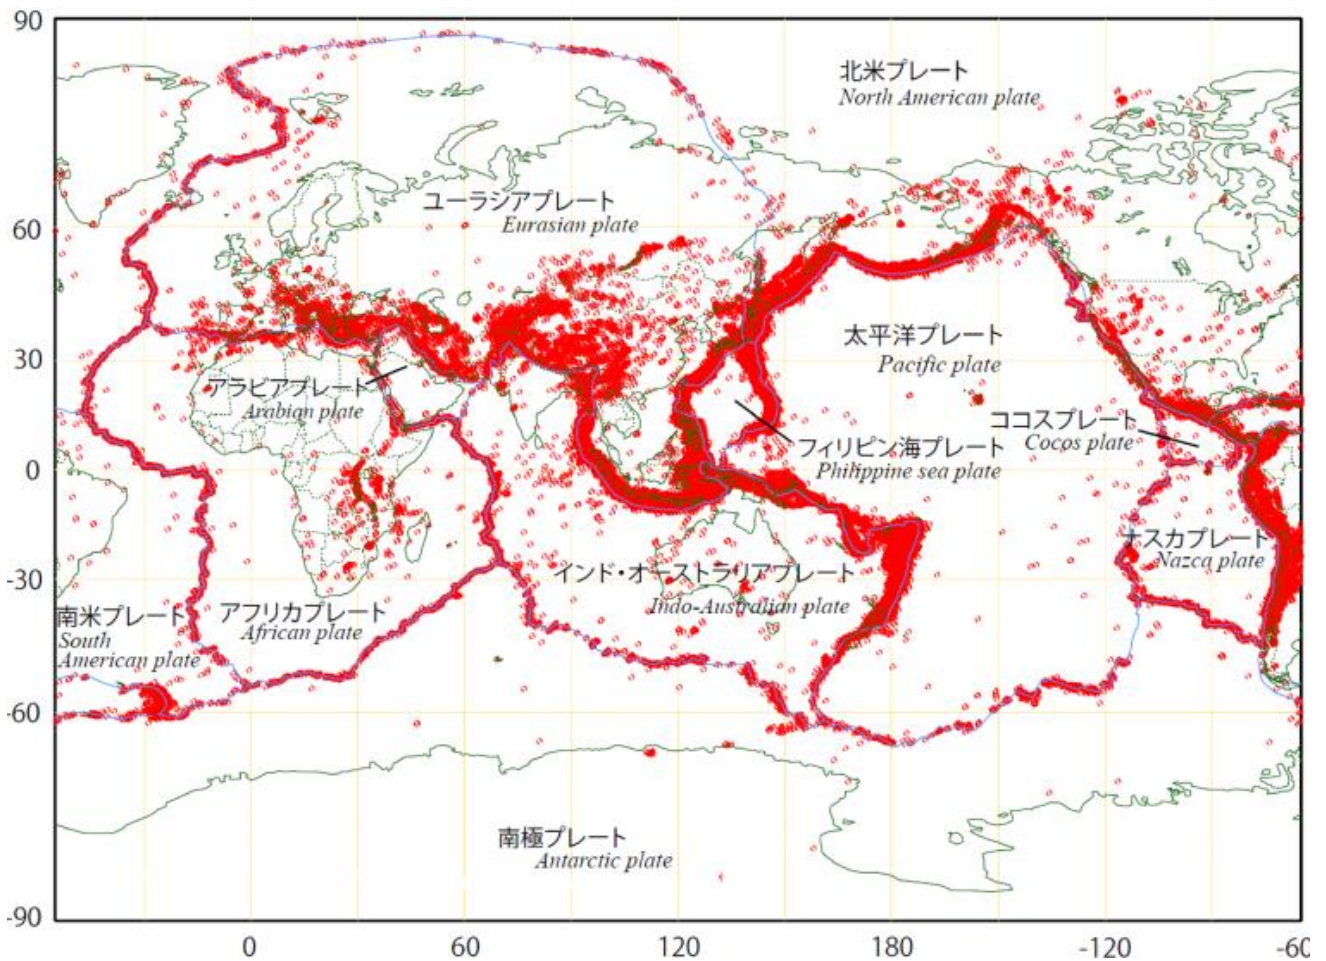 90
北米プレート
North American plate
ユーラシアプレート
Eurasian plate
60
太平洋プレート
Pacific plate
30
アラビアプレート
Arabian plate
ココスプレート
Cocos plate
フィリピン海プレート
Philippine sea plate
0
ナスカプレート
Nazca plate
インド・オーストラリアプレート
Indo-Australian plate
-30
南米プレート
South
American plate
アフリカプレート
African plate
-60
南極プレート
Antarctic plate
-90
0 60 120 180 -120 -60